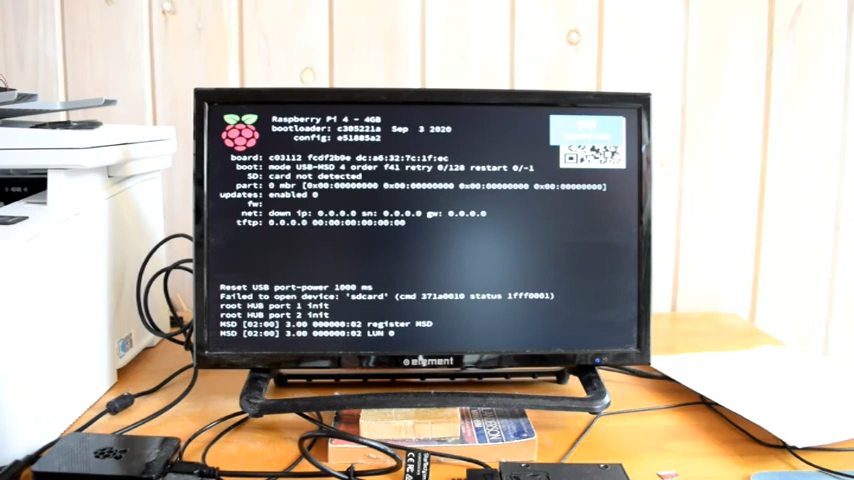 Raspberry Pi 4 - 4GB
bootloader: c305221a Sep 3 2020
config: e51885a2
board: c03112 fcdf2b9e dc:a6:32:7c:1f:ec
boot: mode USB-MSD 4 order f41 retry 0/128 restart 0/-1
SD: card not detected
part: 0 mbr [0x00:00000000 0x00:00000000 0x00:00000000 0x00:00000000]
updates: enabled 0
fw:
net: down ip: 0.0.0.0 sn: 0.0.0.0 gw: 0.0.0.0
tftp: 0.0.0.0 00:00:00:00:00:00
Reset USB port-power 1000 ms
Failed to open device: 'sdcard' (cmd 371a0010 status 1fff0001)
root HUB port 1 init
root HUB port 2 init
MSD [02:00] 3.00 000000:02 register MSD
MSD [02:00] 3.00 000000:02 LUN 0
element